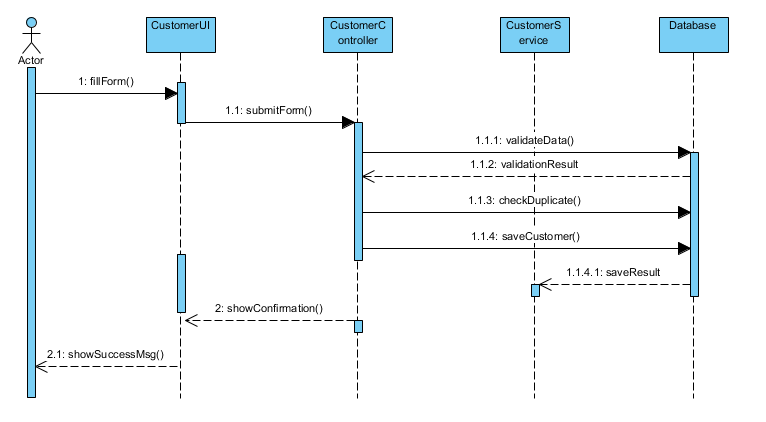 CustomerUI
CustomerC
ontroller
CustomerS
ervice
Database
Actor
1: fillForm()
1.1: submitForm()
1.1.1: validateData()
1.1.2: validationResult
1.1.3: checkDuplicate()
1.1.4: saveCustomer()
1.1.4.1: saveResult
2: showConfirmation()
2.1: showSuccessMsg()